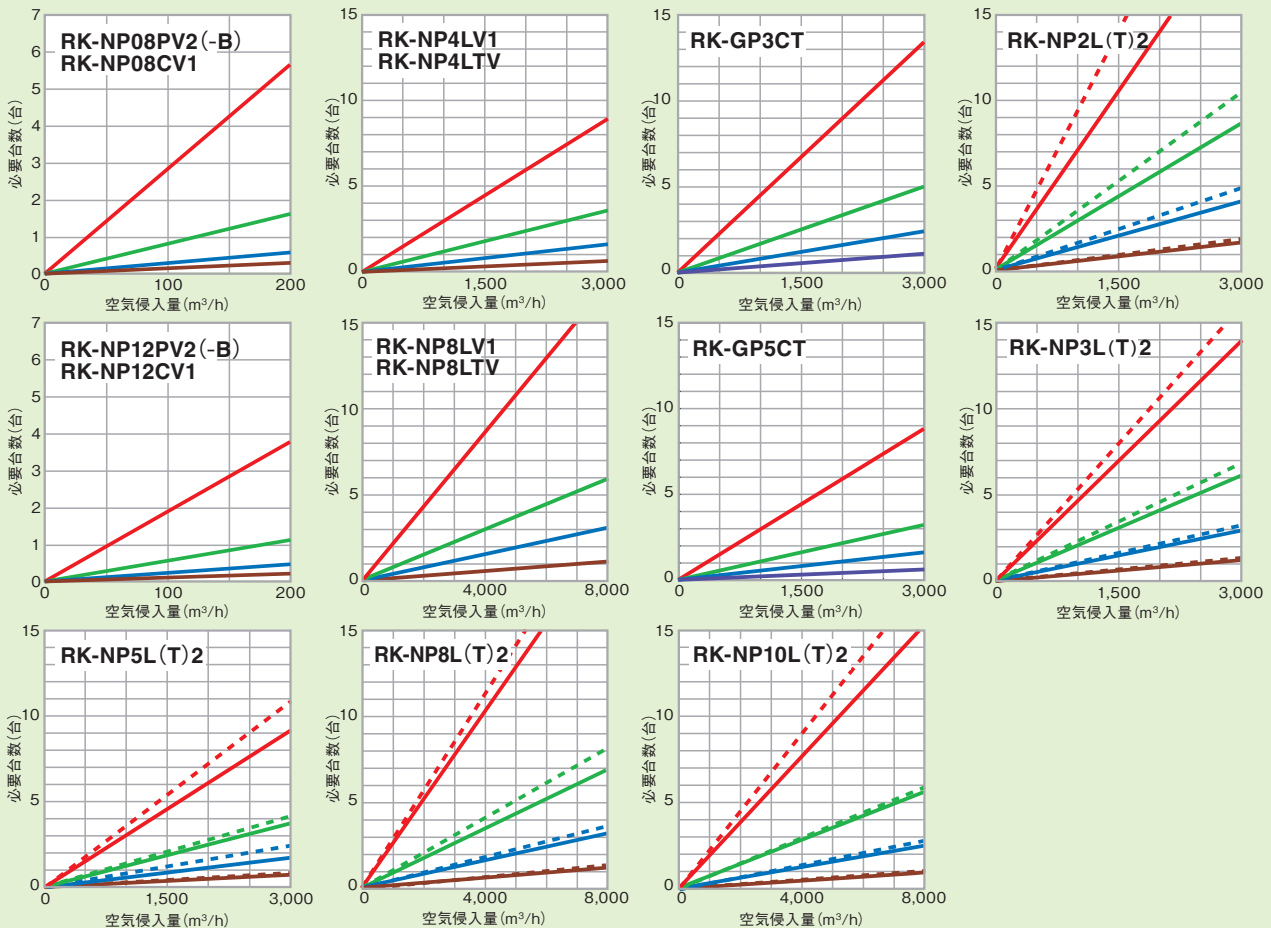 RK-NP08PV2(-B)
RK-NP08CV1
必要台数(台)
7
6
5
4
3
2
1
0
0
100
200
空気侵入量(m³/h)
RK-NP4LV1
RK-NP4LTV
必要台数(台)
15
10
5
0
0
1,500
3,000
空気侵入量(m³/h)
RK-GP3CT
必要台数(台)
15
10
5
0
0
1,500
3,000
空気侵入量(m³/h)
RK-NP2L(T)2
必要台数(台)
15
10
5
0
0
1,500
3,000
空気侵入量(m³/h)
RK-NP12PV2(-B)
RK-NP12CV1
必要台数(台)
7
6
5
4
3
2
1
0
0
100
200
空気侵入量(m³/h)
RK-NP8LV1
RK-NP8LTV
必要台数(台)
15
10
5
0
0
4,000
8,000
空気侵入量(m³/h)
RK-GP5CT
必要台数(台)
15
10
5
0
0
1,500
3,000
空気侵入量(m³/h)
RK-NP3L(T)2
必要台数(台)
15
10
5
0
0
1,500
3,000
空気侵入量(m³/h)
RK-NP5L(T)2
必要台数(台)
15
10
5
0
0
1,500
3,000
空気侵入量(m³/h)
RK-NP8L(T)2
必要台数(台)
15
10
5
0
0
4,000
8,000
空気侵入量(m³/h)
RK-NP10L(T)2
必要台数(台)
15
10
5
0
0
4,000
8,000
空気侵入量(m³/h)